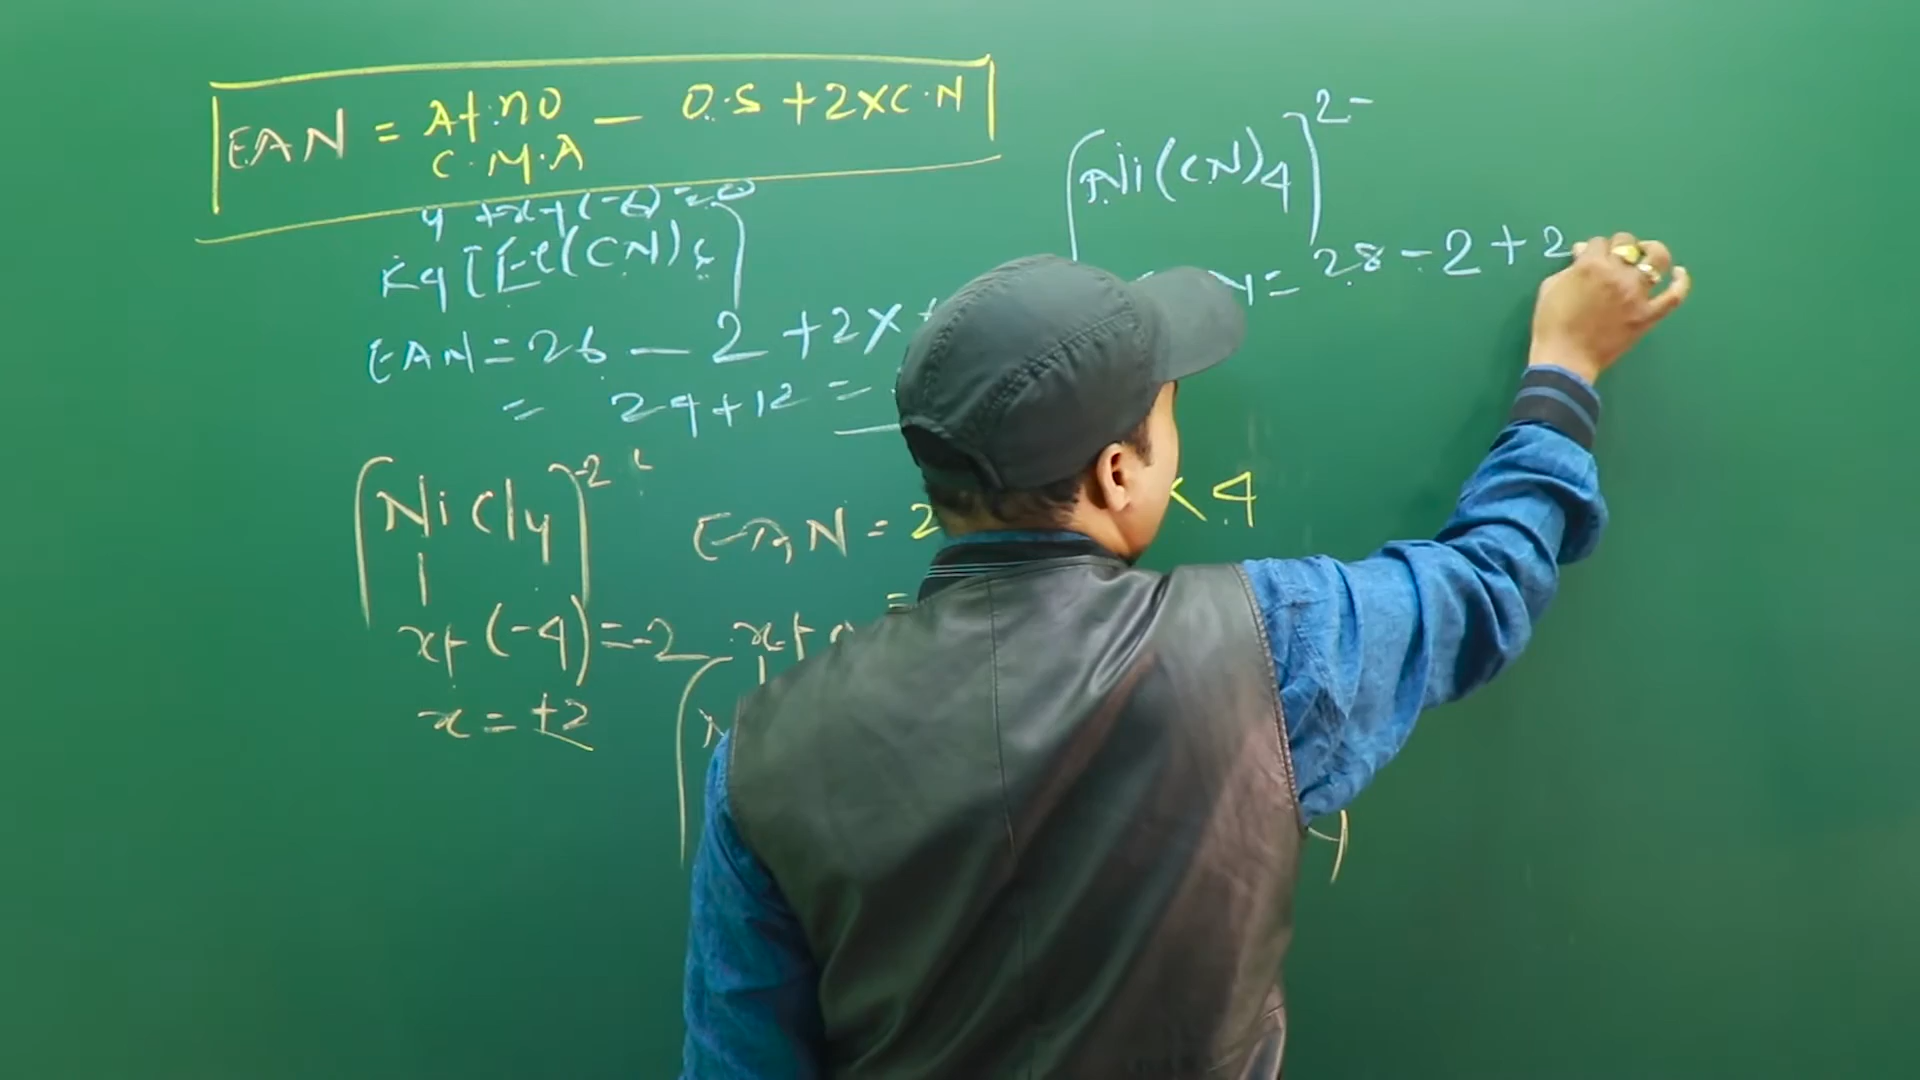 EAN = At.no C.M.A — O.S + 2×C.N
4 + x + (-6) = 0
K4[Fe(CN)6]
EAN = 26 — 2 + 2×
= 24 + 12 =
[NiCl4]-2
EAN = 2 × 4
x + (-4) = -2
x +
x = +2
[Ni(CN)4]2-
= 28 - 2 + 2